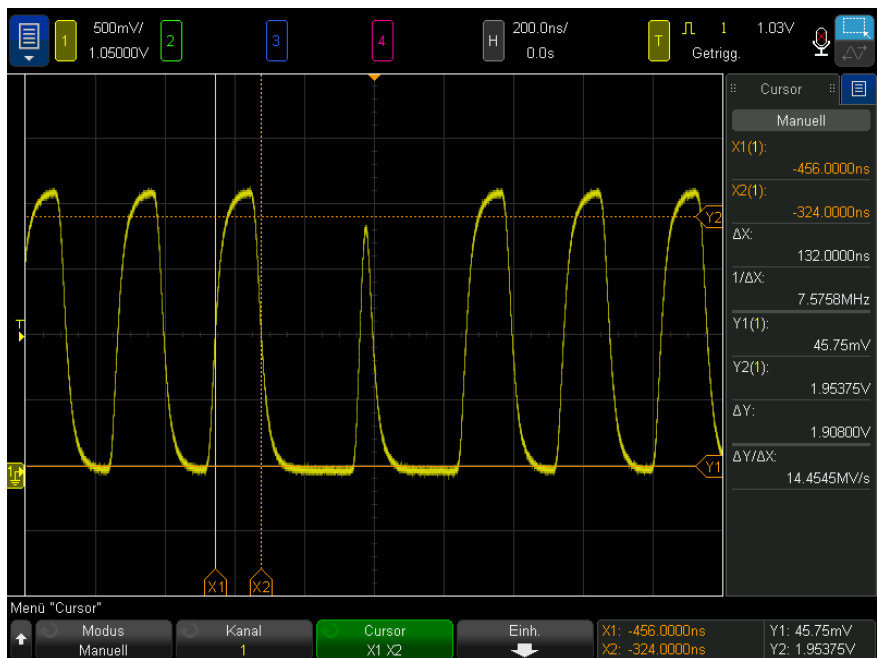 1 500mV/ 2 3 4 H 200.0ns/ T 1 1.03V
1.05000V 0.0s Getrigg.
Cursor
Manuell
X1(1):
-456.0000ns
X2(1):
-324.0000ns
ΔX:
132.0000ns
1/ΔX:
7.5758MHz
Y1(1):
45.75mV
Y2(1):
1.95375V
ΔY:
1.90800V
ΔY/ΔX:
14.4545MV/s
Y2
T
1
Y1
X1 X2
Menü "Cursor"
Modus Kanal Cursor Einh. X1: -456.0000ns Y1: 45.75mV
Manuell 1 X1 X2 X2: -324.0000ns Y2: 1.95375V